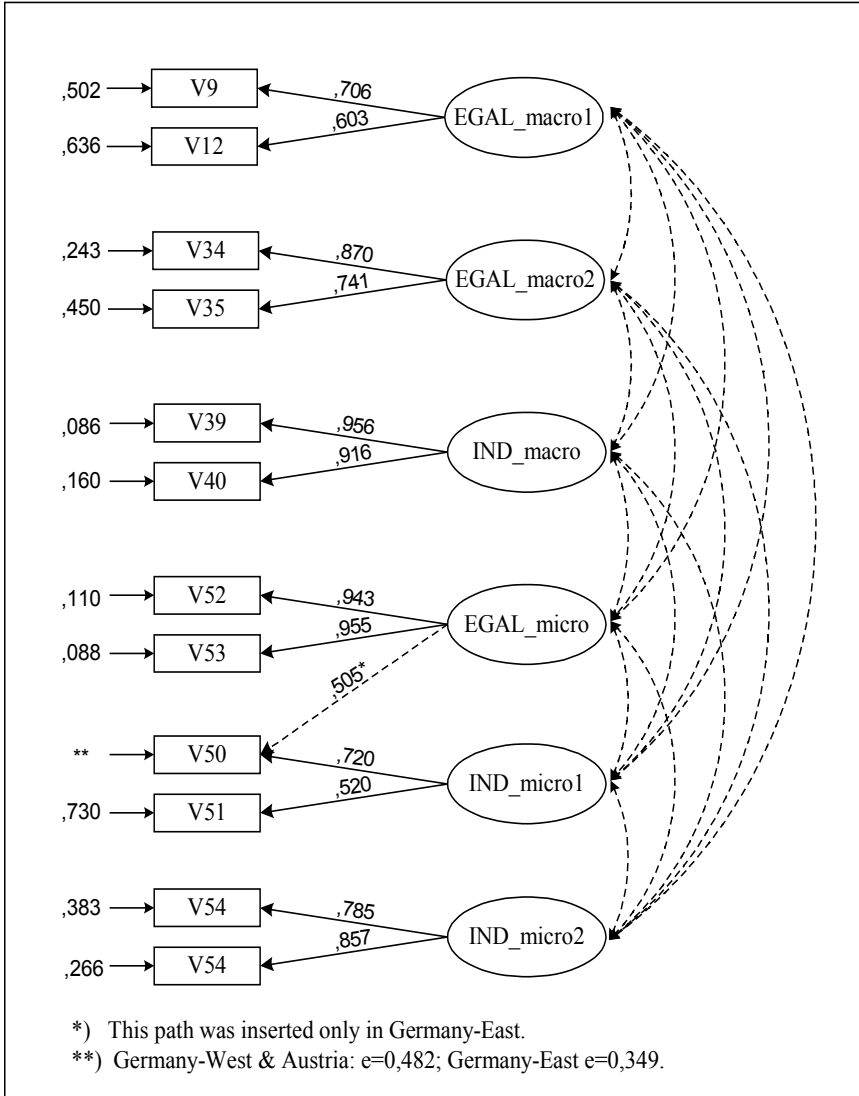 ,502 V9 ,706 EGAL_macro1
,636 V12 ,603
,243 V34 ,870 EGAL_macro2
,450 V35 ,741
,086 V39 ,956 IND_macro
,160 V40 ,916
,110 V52 ,943 EGAL_micro
,088 V53 ,955
,505*
** V50 ,720 IND_micro1
,730 V51 ,520
,383 V54 ,785 IND_micro2
,266 V54 ,857
*) This path was inserted only in Germany-East.
**) Germany-West & Austria: e=0,482; Germany-East e=0,349.